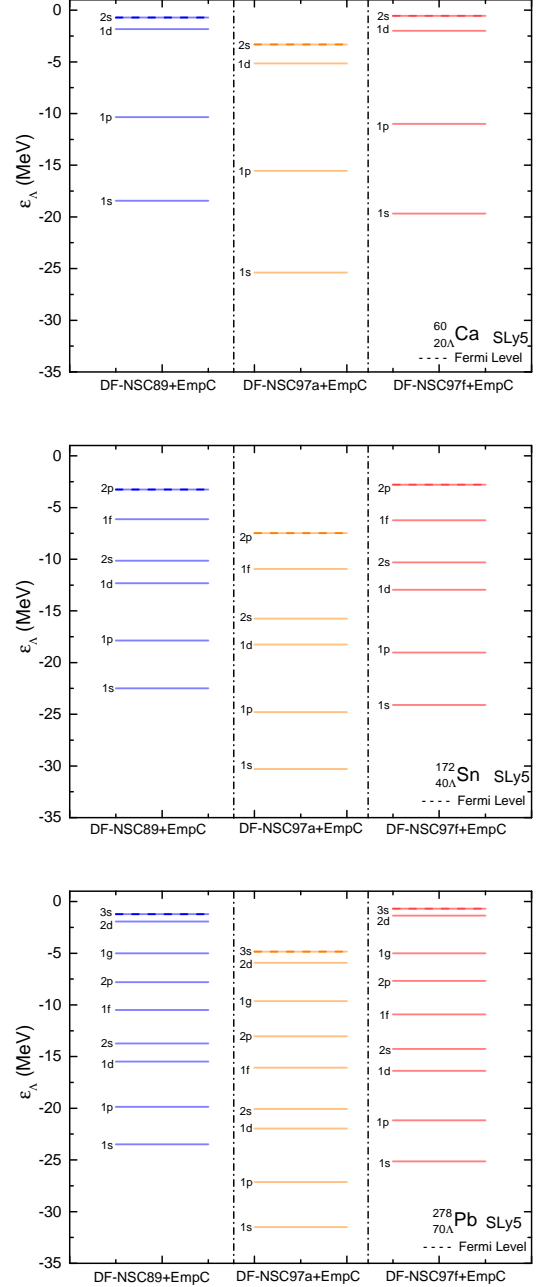 0
-5
-10
-15
-20
-25
-30
-35
ε_Λ (MeV)
2s
1d
1p
1s
2s
1d
1p
1s
2s
1d
1p
1s
^{60}_{20Λ}Ca SLy5
---- Fermi Level
DF-NSC89+EmpC DF-NSC97a+EmpC DF-NSC97f+EmpC
0
-5
-10
-15
-20
-25
-30
-35
ε_Λ (MeV)
2p
1f
2s
1d
1p
1s
2p
1f
2s
1d
1p
1s
2p
1f
2s
1d
1p
1s
^{172}_{40Λ}Sn SLy5
---- Fermi Level
DF-NSC89+EmpC DF-NSC97a+EmpC DF-NSC97f+EmpC
0
-5
-10
-15
-20
-25
-30
-35
ε_Λ (MeV)
3s
2d
1g
2p
1f
2s
1d
1p
1s
3s
2d
1g
2p
1f
2s
1d
1p
1s
3s
2d
1g
2p
1f
2s
1d
1p
1s
^{278}_{70Λ}Pb SLy5
---- Fermi Level
DF-NSC89+EmpC DF-NSC97a+EmpC DF-NSC97f+EmpC